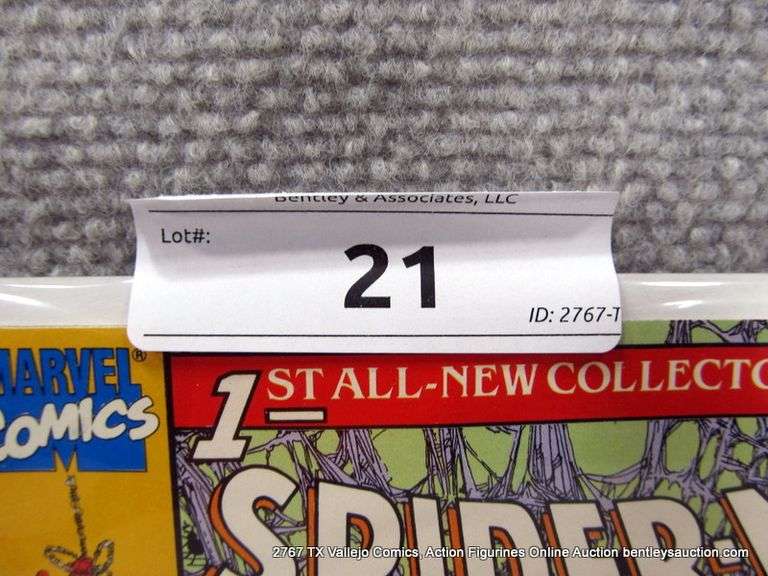 Bentley & Associates, LLC
Lot#:
21
ID: 2767-T
MARVEL®
COMICS
1ST ALL-NEW COLLECTO
SPIDER-
2767 TX Vallejo Comics, Action Figurines Online Auction bentleysauction.com